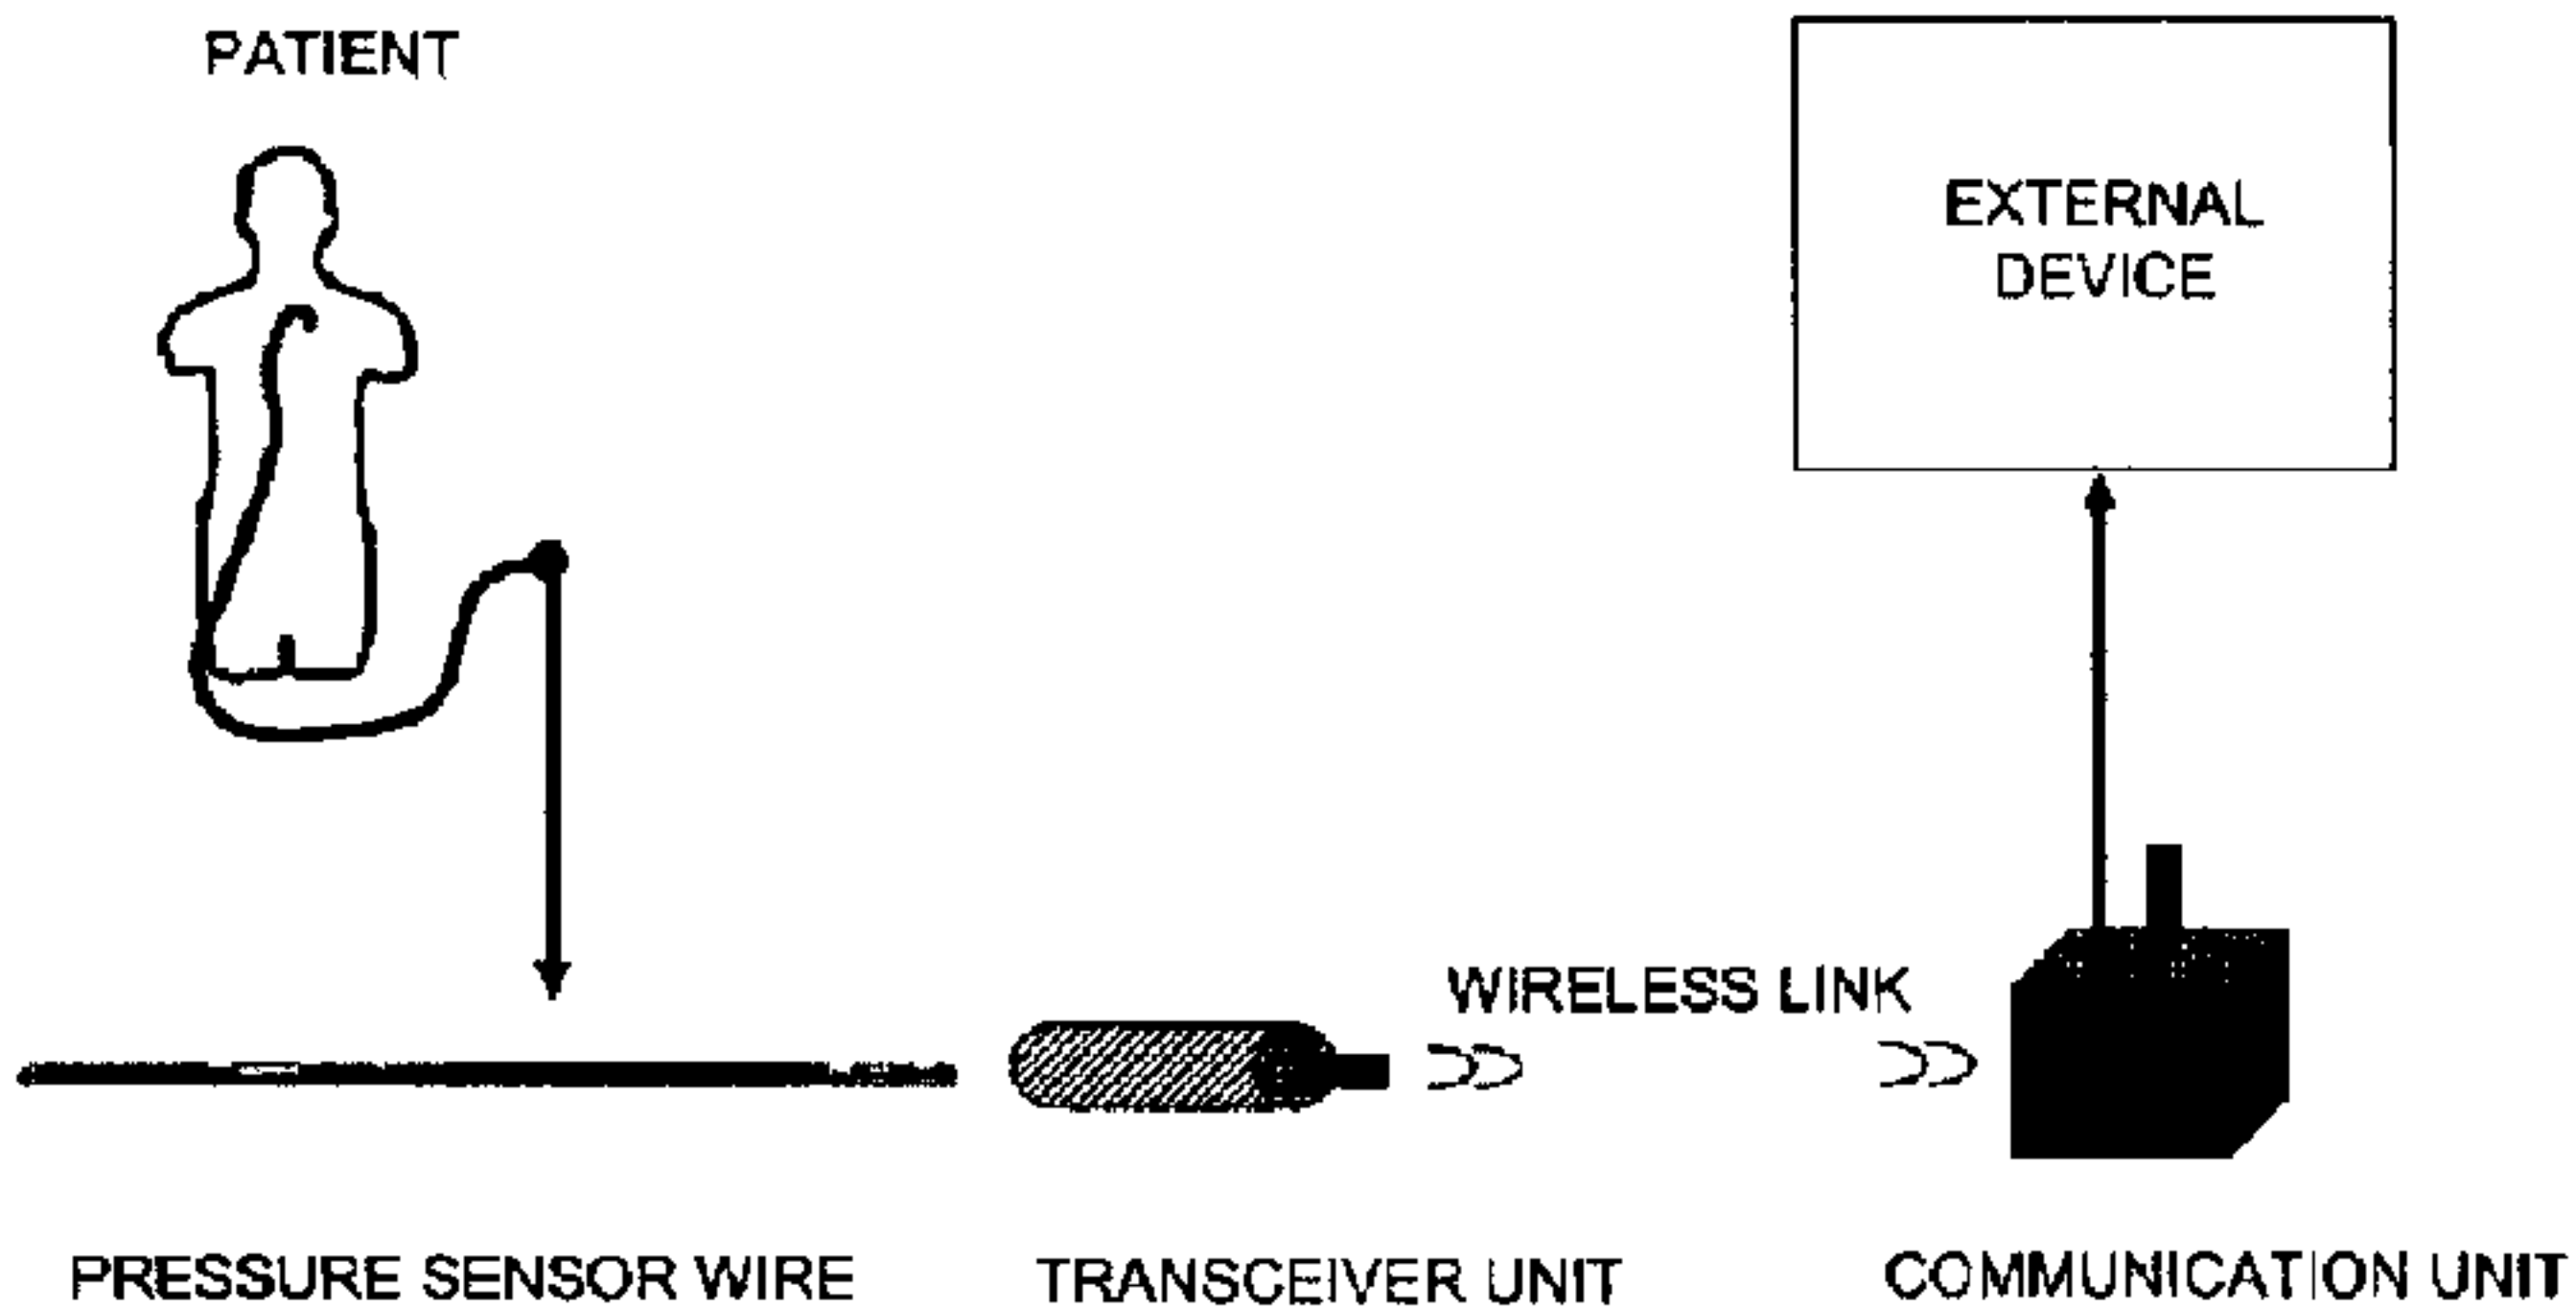 PATIENT
EXTERNAL
DEVICE
WIRELESS LINK
PRESSURE SENSOR WIRE
TRANSCEIVER UNIT
COMMUNICATION UNIT